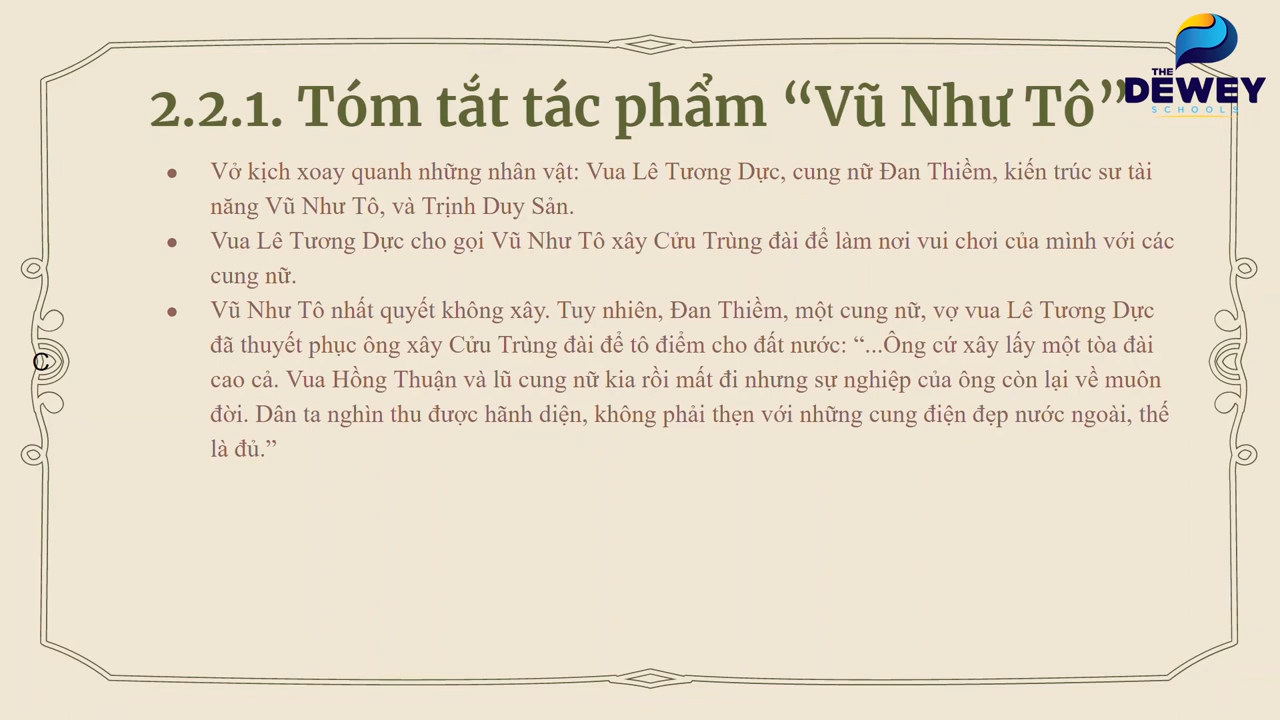 THE
DEWEY
SCHOOLS
2.2.1. Tóm tắt tác phẩm “Vũ Như Tô”
● Vở kịch xoay quanh những nhân vật: Vua Lê Tương Dực, cung nữ Đan Thiềm, kiến trúc sư tài
năng Vũ Như Tô, và Trịnh Duy Sản.
● Vua Lê Tương Dực cho gọi Vũ Như Tô xây Cửu Trùng đài để làm nơi vui chơi của mình với các
cung nữ.
● Vũ Như Tô nhất quyết không xây. Tuy nhiên, Đan Thiềm, một cung nữ, vợ vua Lê Tương Dực
đã thuyết phục ông xây Cửu Trùng đài để tô điểm cho đất nước: “...Ông cứ xây lấy một tòa đài
cao cả. Vua Hồng Thuận và lũ cung nữ kia rồi mất đi nhưng sự nghiệp của ông còn lại về muôn
đời. Dân ta nghìn thu được hãnh diện, không phải thẹn với những cung điện đẹp nước ngoài, thế
là đủ.”
C